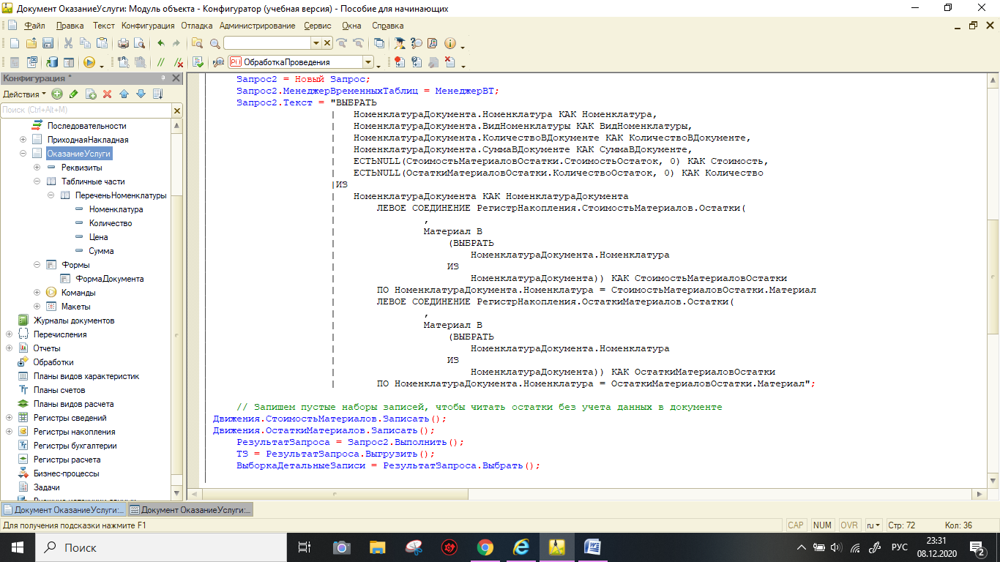 Документ ОказаниеУслуги: Модуль объекта - Конфигуратор (учебная версия) - Пособие для начинающих
Файл Правка Текст Конфигурация Отладка Администрирование Сервис Окна Справка
ОбработкаПроведения
Конфигурация *
Действия
Поиск (Ctrl+Alt+M)
Последовательности
ПриходнаяНакладная
ОказаниеУслуги
Реквизиты
Табличные части
ПереченьНоменклатуры
Номенклатура
Количество
Цена
Сумма
Формы
ФормаДокумента
Команды
Макеты
Журналы документов
Перечисления
Отчеты
Обработки
Планы видов характеристик
Планы счетов
Планы видов расчета
Регистры сведений
Регистры накопления
Регистры бухгалтерии
Регистры расчета
Бизнес-процессы
Задачи
Запрос2 = Новый Запрос;
Запрос2.МенеджерВременныхТаблиц = МенеджерВТ;
Запрос2.Текст = "ВЫБРАТЬ
| НоменклатураДокумента.Номенклатура КАК Номенклатура,
| НоменклатураДокумента.ВидНоменклатуры КАК ВидНоменклатуры,
| НоменклатураДокумента.КоличествоВДокументе КАК КоличествоВДокументе,
| НоменклатураДокумента.СуммаВДокументе КАК СуммаВДокументе,
| ЕСТЬNULL(СтоимостьМатериаловОстатки.СтоимостьОстаток, 0) КАК Стоимость,
| ЕСТЬNULL(ОстаткиМатериаловОстатки.КоличествоОстаток, 0) КАК Количество
|ИЗ
| НоменклатураДокумента КАК НоменклатураДокумента
| ЛЕВОЕ СОЕДИНЕНИЕ РегистрНакопления.СтоимостьМатериалов.Остатки(
| ,
| Материал В
| (ВЫБРАТЬ
| НоменклатураДокумента.Номенклатура
| ИЗ
| НоменклатураДокумента)) КАК СтоимостьМатериаловОстатки
| ПО НоменклатураДокумента.Номенклатура = СтоимостьМатериаловОстатки.Материал
| ЛЕВОЕ СОЕДИНЕНИЕ РегистрНакопления.ОстаткиМатериалов.Остатки(
| ,
| Материал В
| (ВЫБРАТЬ
| НоменклатураДокумента.Номенклатура
| ИЗ
| НоменклатураДокумента)) КАК ОстаткиМатериаловОстатки
| ПО НоменклатураДокумента.Номенклатура = ОстаткиМатериаловОстатки.Материал";
// Запишем пустые наборы записей, чтобы читать остатки без учета данных в документе
Движения.СтоимостьМатериалов.Записать();
Движения.ОстаткиМатериалов.Записать();
РезультатЗапроса = Запрос2.Выполнить();
ТЗ = РезультатЗапроса.Выгрузить();
ВыборкаДетальныеЗаписи = РезультатЗапроса.Выбрать();
Документ ОказаниеУслуги:... Документ ОказаниеУслуги:...
Для получения подсказки нажмите F1 CAP NUM OVR ru Стр: 72 Кол: 36
Поиск РУС 23:31
08.12.2020 2